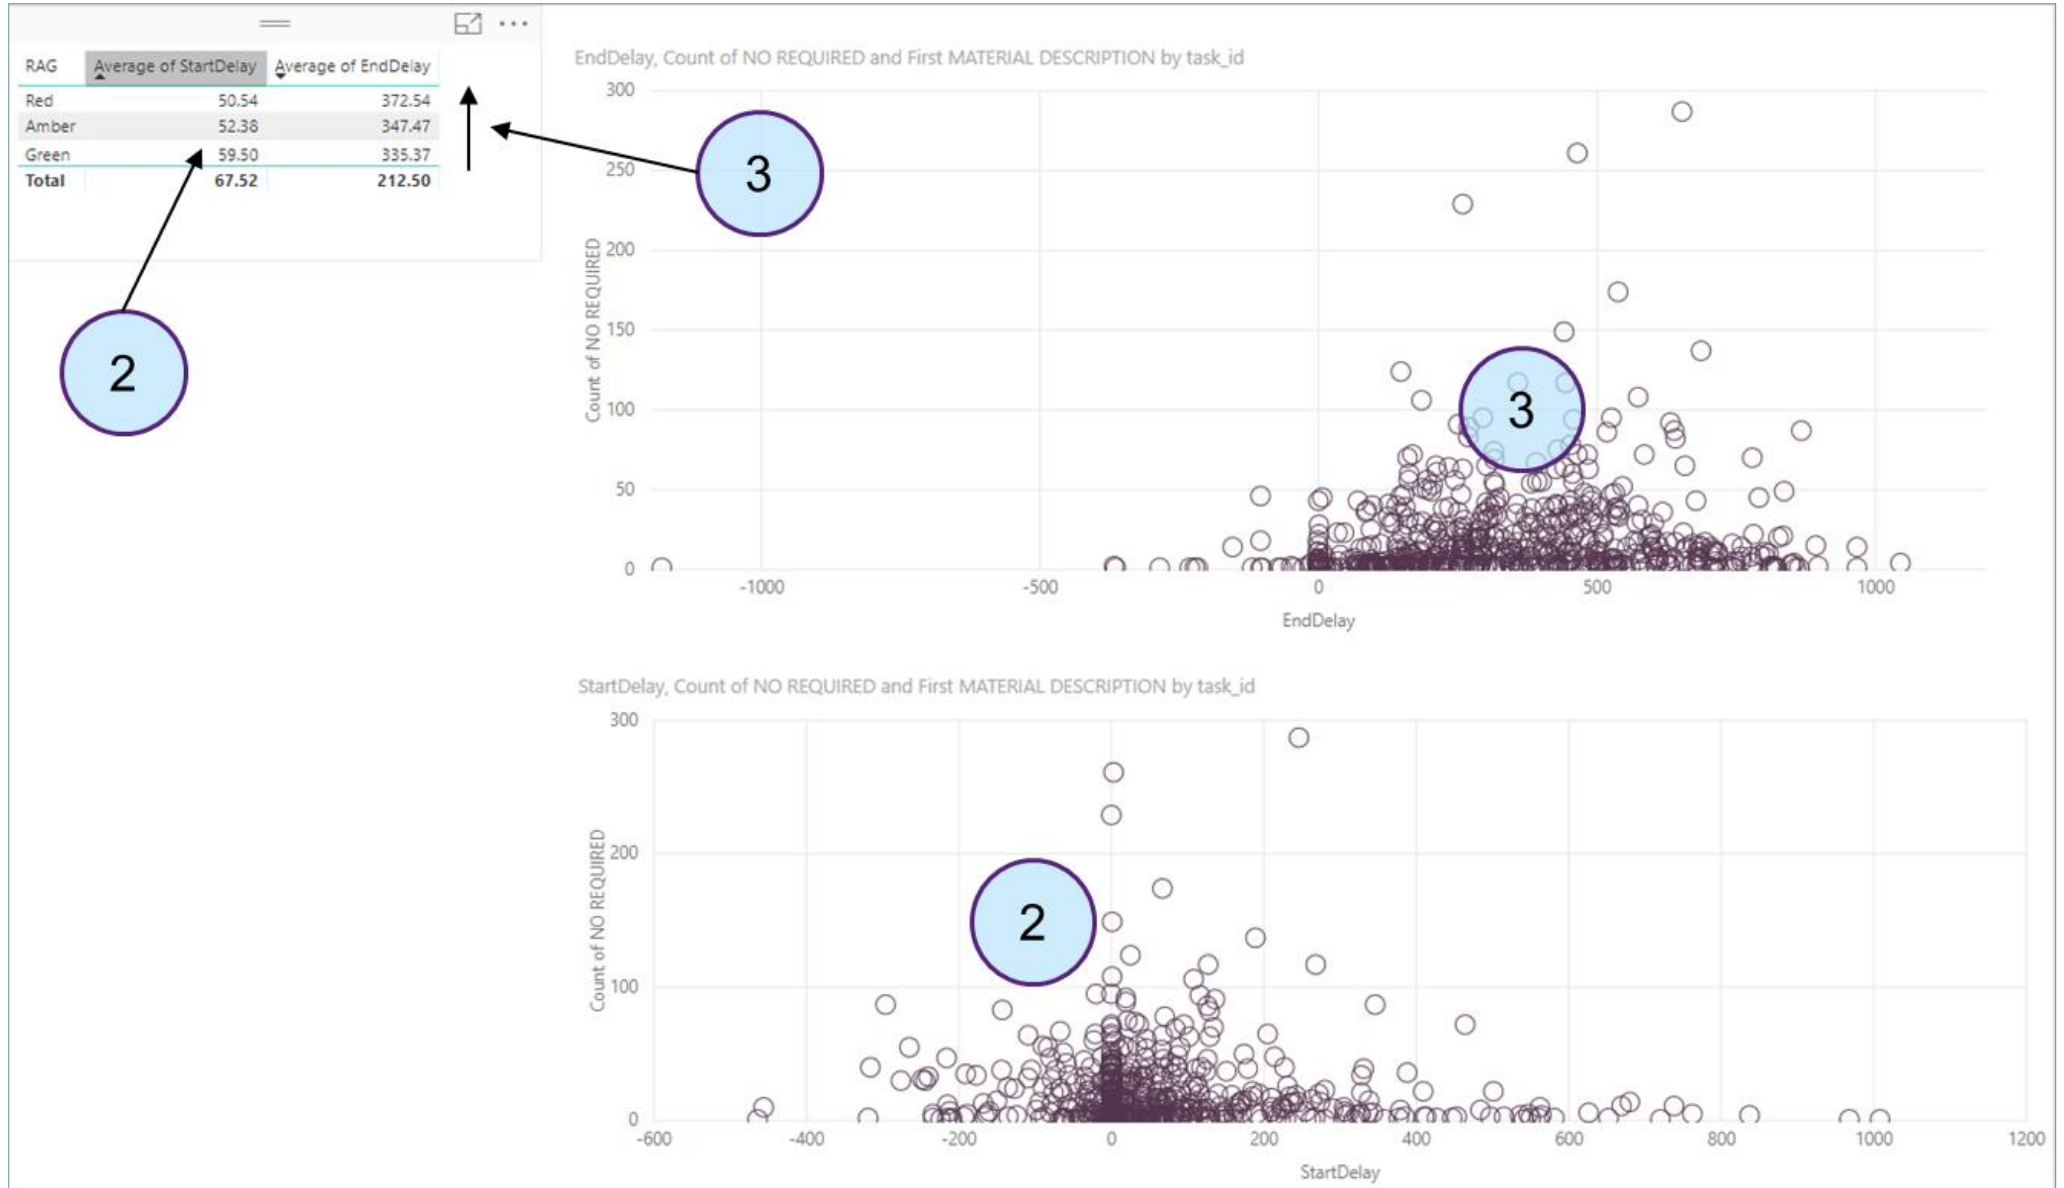 RAG Average of StartDelay Average of EndDelay
Red 50.54 372.54
Amber 52.38 347.47
Green 59.50 335.37
Total 67.52 212.50
3
2
EndDelay, Count of NO REQUIRED and First MATERIAL DESCRIPTION by task_id
300
250
200
150
100
50
0
Count of NO REQUIRED
3
-1000 -500 0 500 1000
EndDelay
StartDelay, Count of NO REQUIRED and First MATERIAL DESCRIPTION by task_id
300
200
100
0
Count of NO REQUIRED
2
-600 -400 -200 0 200 400 600 800 1000 1200
StartDelay